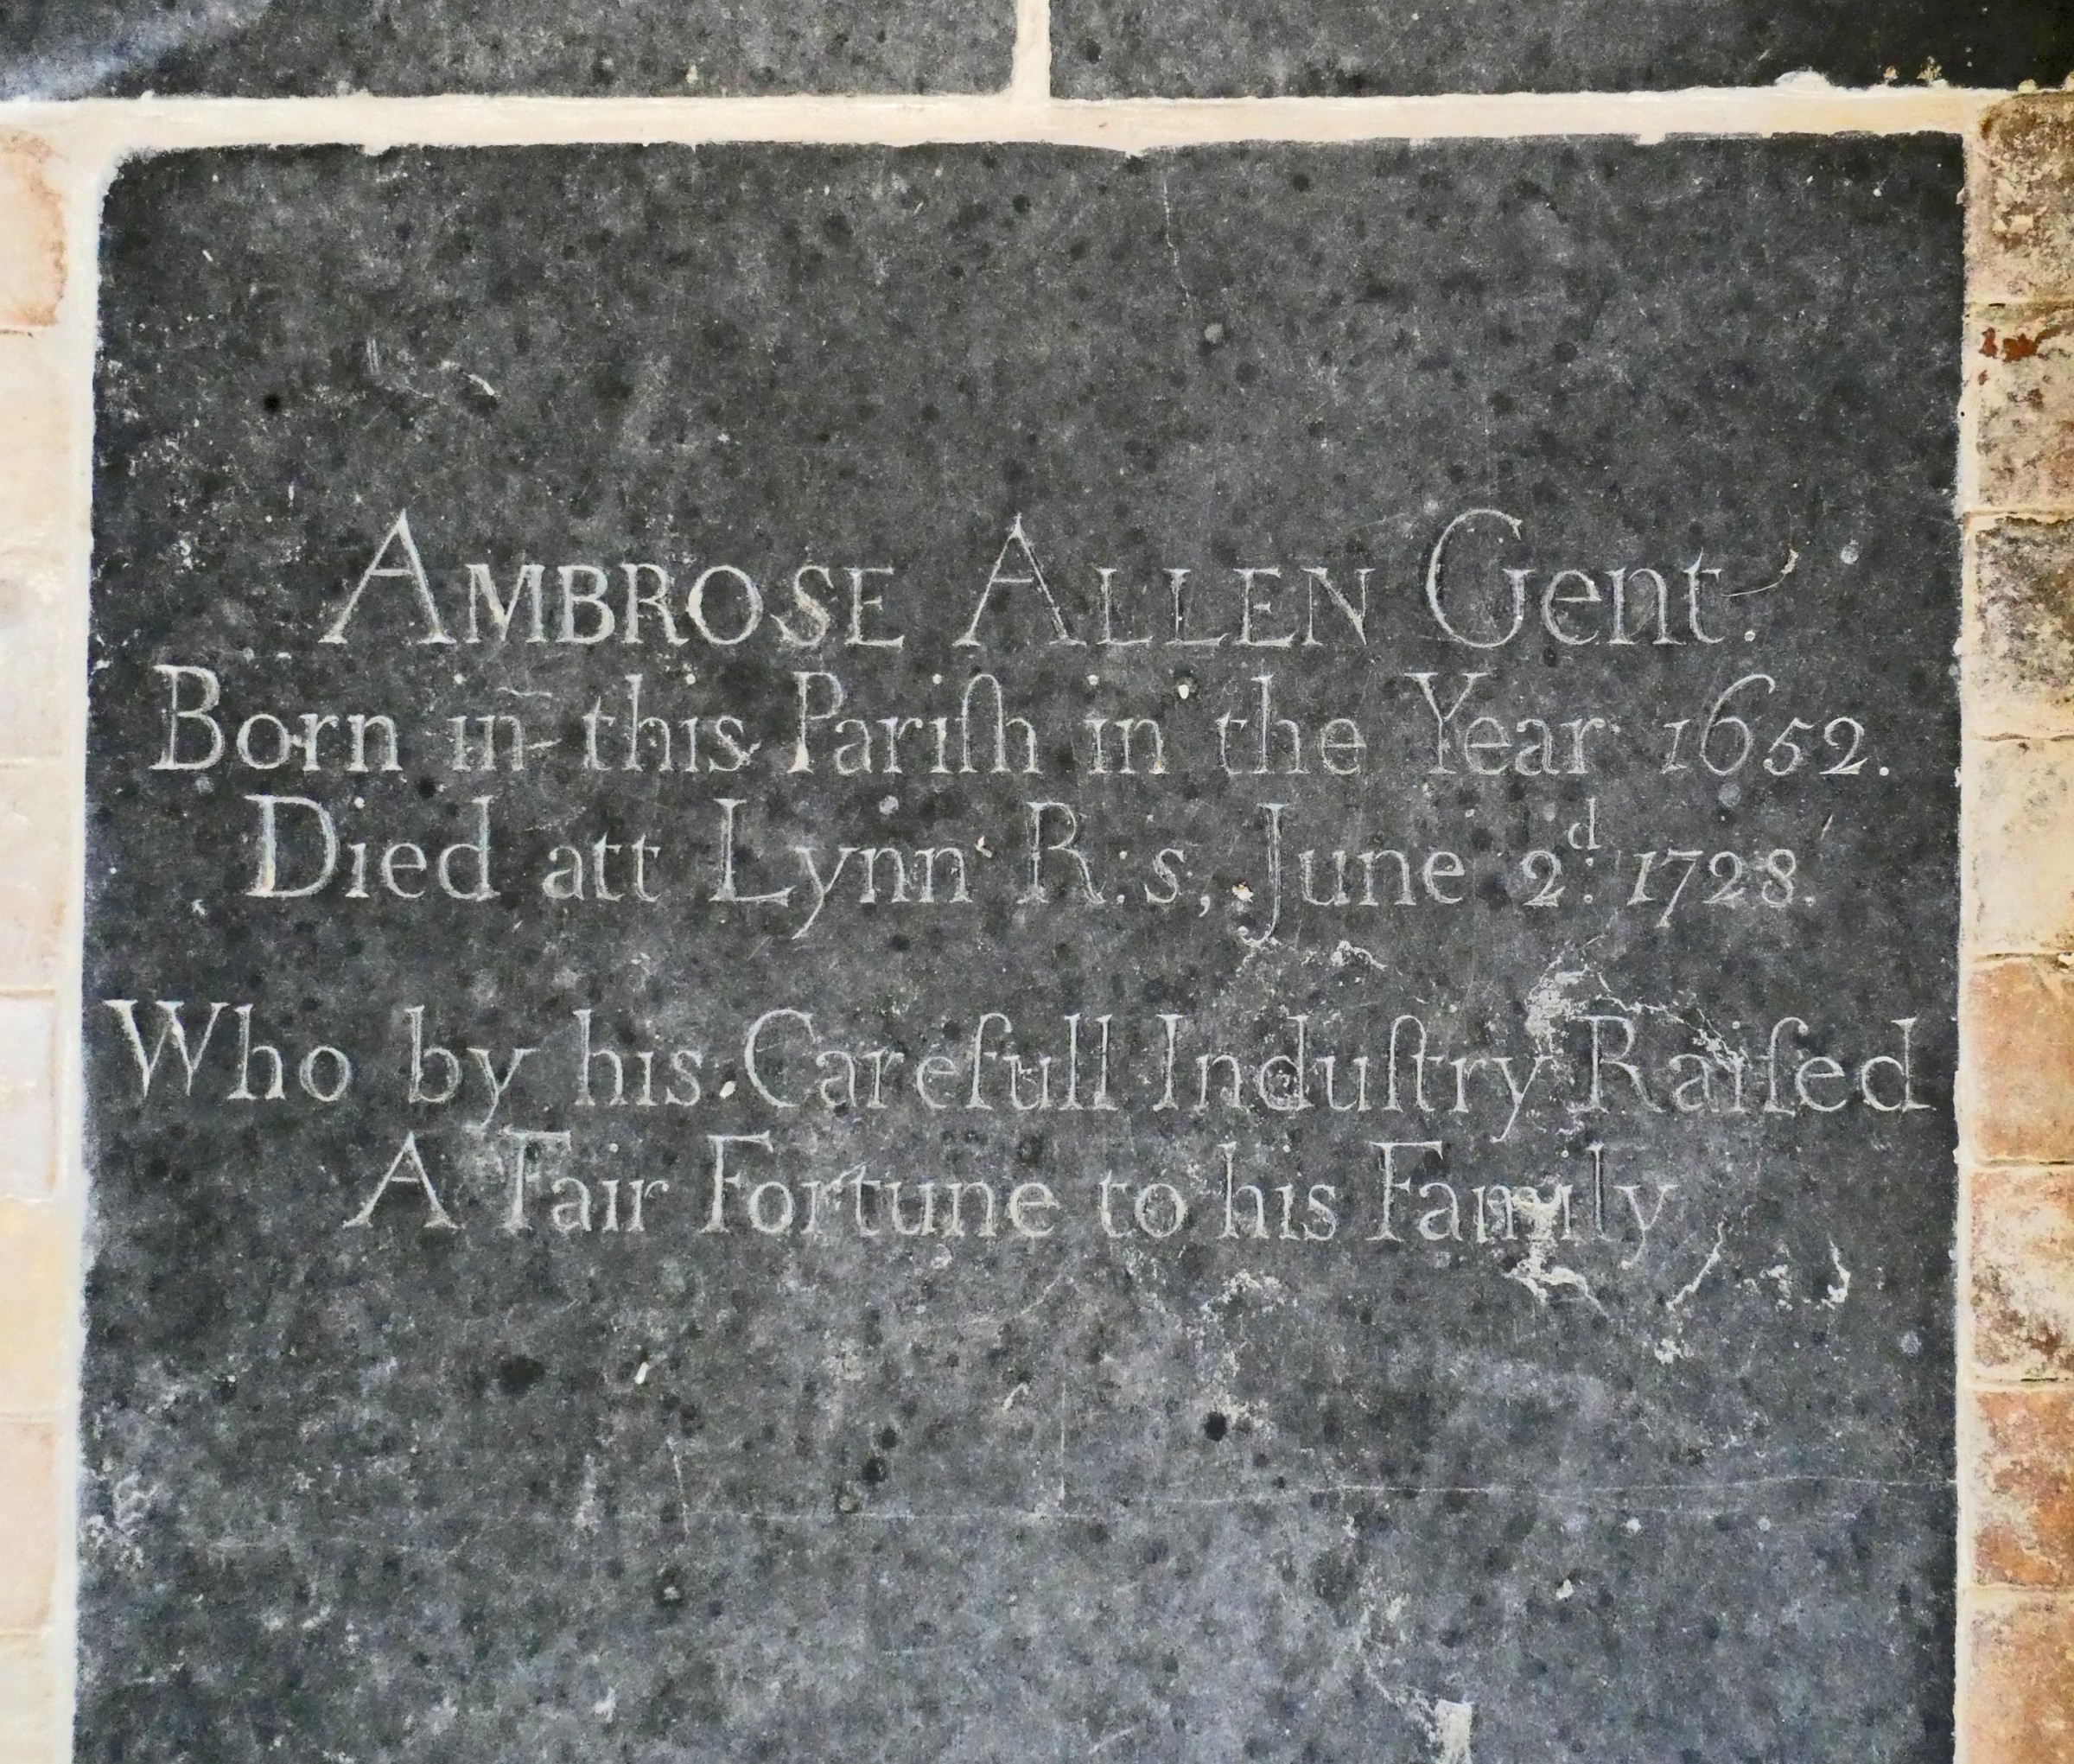 AMBROSE ALLEN Gent.
Born in this Pariſh in the Year 1652.
Died att Lynn R:s, June 2d. 1728.
Who by his Carefull Induſtry Raiſed
A Fair Fortune to his Family